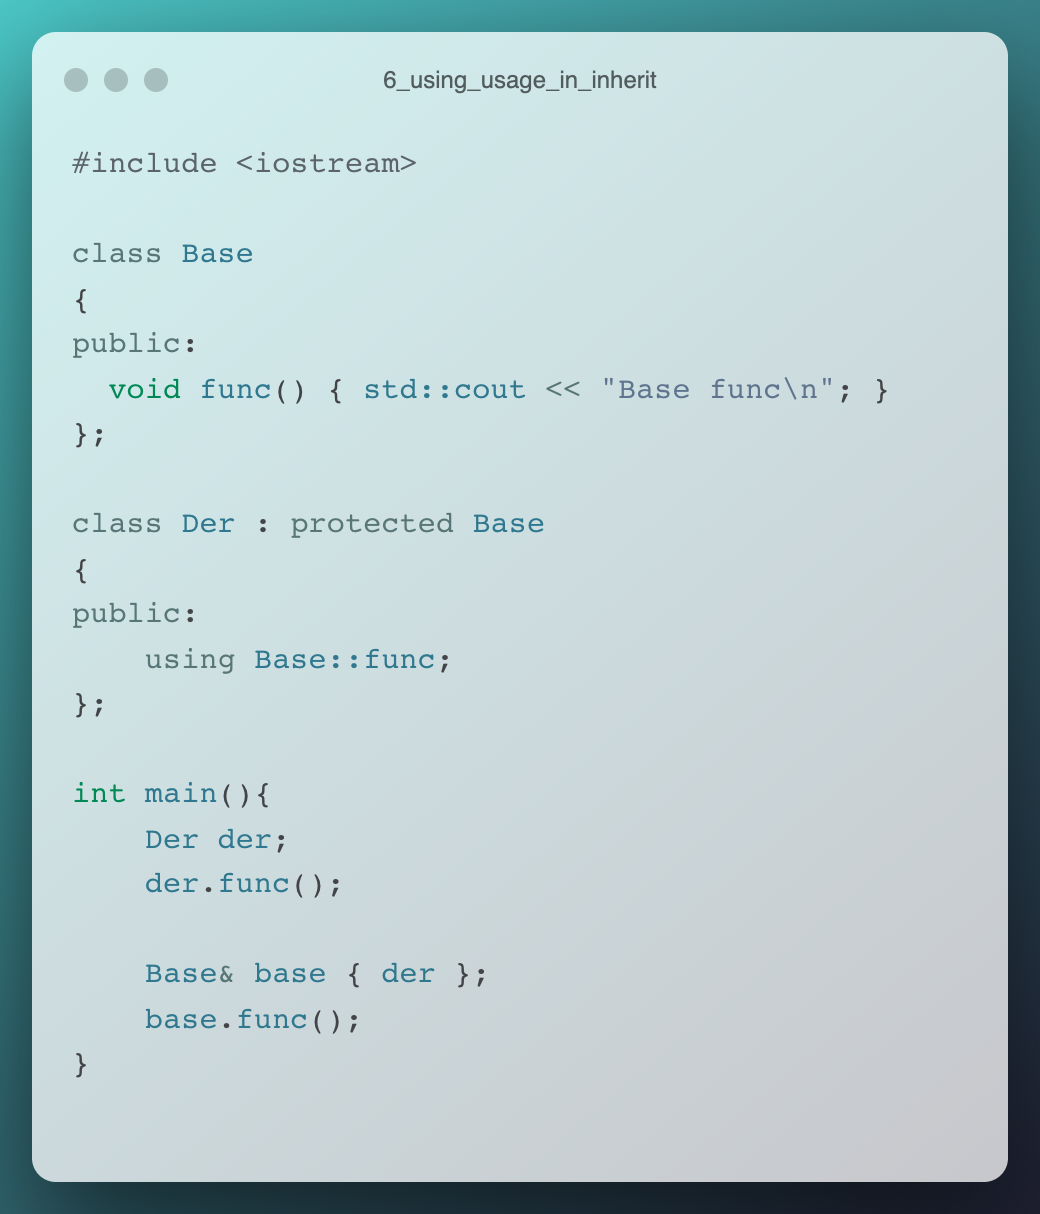 6_using_usage_in_inherit
#include <iostream>
class Base
{
public:
  void func() { std::cout << "Base func\n"; }
};
class Der : protected Base
{
public:
    using Base::func;
};
int main(){
    Der der;
    der.func();
    Base& base { der };
    base.func();
}